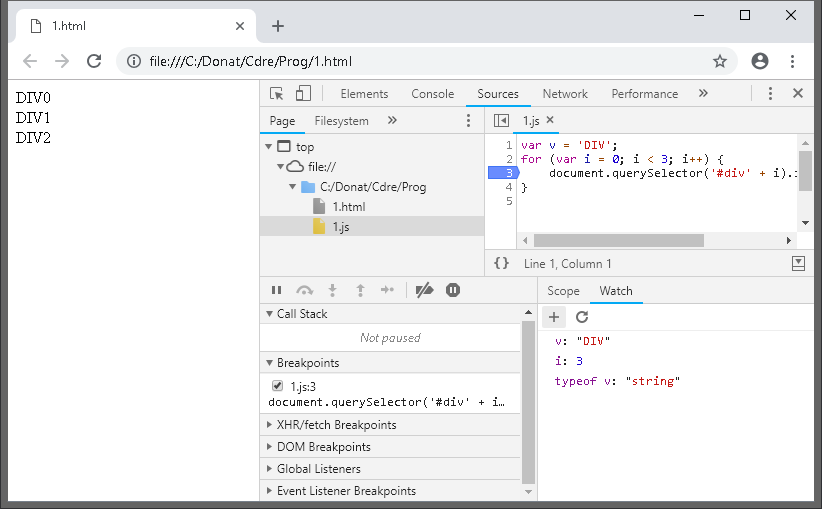 1.html
file:///C:/Donat/Cdre/Prog/1.html
DIV0
DIV1
DIV2
Elements Console Sources Network Performance »
Page Filesystem »
top
file://
C:/Donat/Cdre/Prog
1.html
1.js
1.js
1 var v = 'DIV';
2 for (var i = 0; i < 3; i++) {
3 document.querySelector('#div' + i).
4 }
5
{} Line 1, Column 1
Call Stack
Not paused
Breakpoints
1.js:3
document.querySelector('#div' + i…
XHR/fetch Breakpoints
DOM Breakpoints
Global Listeners
Event Listener Breakpoints
Scope Watch
v: "DIV"
i: 3
typeof v: "string"